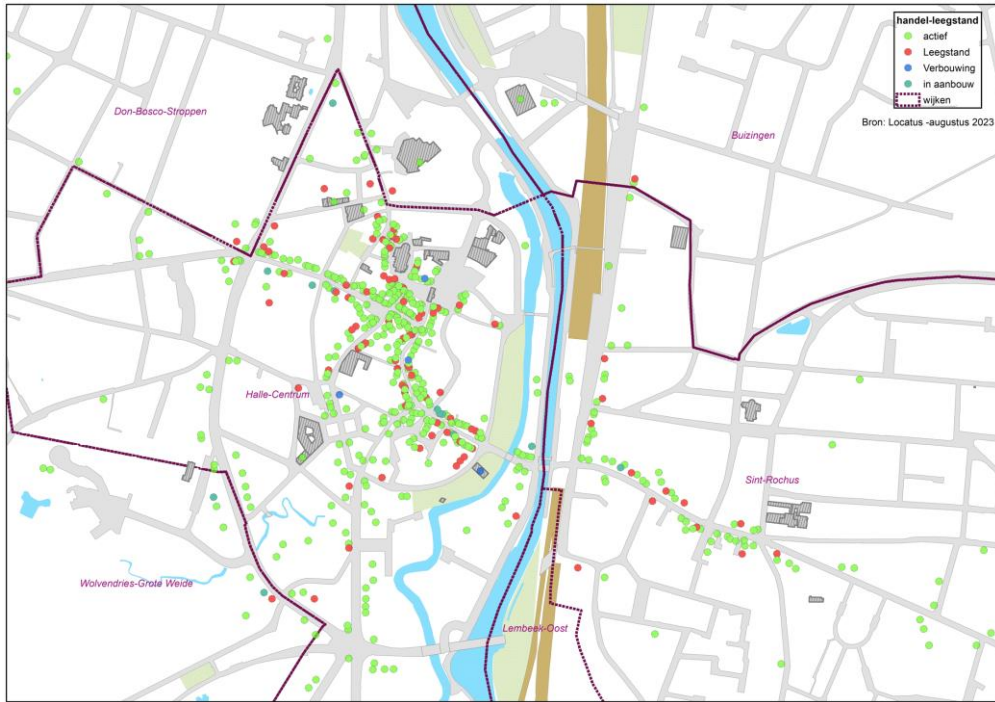 handel-leegstand
actief
Leegstand
Verbouwing
in aanbouw
wijken
Bron: Locatus -augustus 2023
Don-Bosco-Stroppen
Buizingen
Halle-Centrum
Sint-Rochus
Wolvendries-Grote Weide
Lembeek-Oost